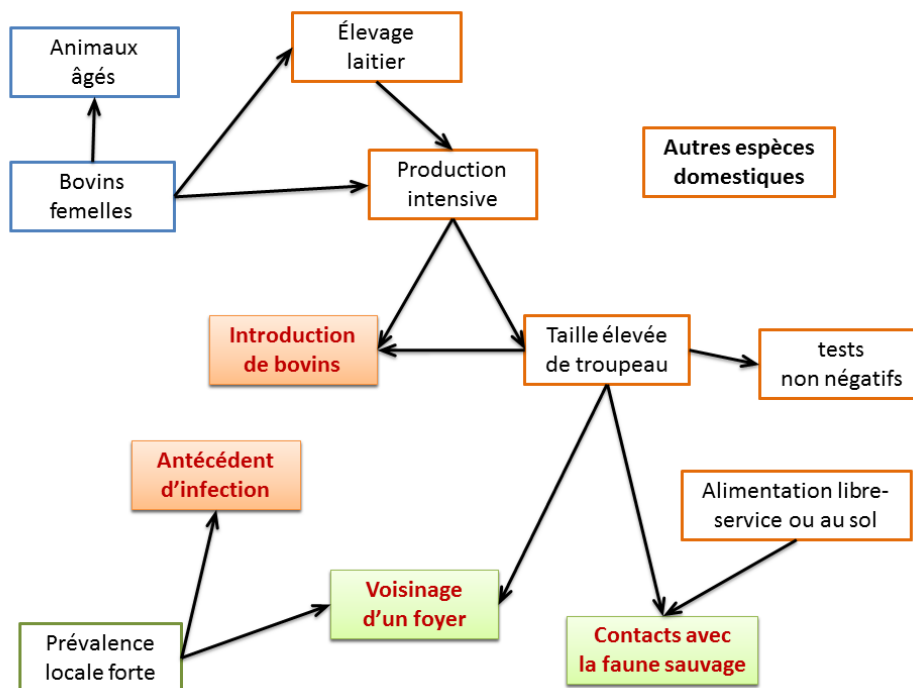 Animaux
âgés
Élevage
laitier
Bovins
femelles
Production
intensive
Autres espèces
domestiques
Introduction
de bovins
Taille élevée
de troupeau
tests
non négatifs
Antécédent
d’infection
Alimentation libre-
service ou au sol
Voisinage
d’un foyer
Contacts avec
la faune sauvage
Prévalence
locale forte